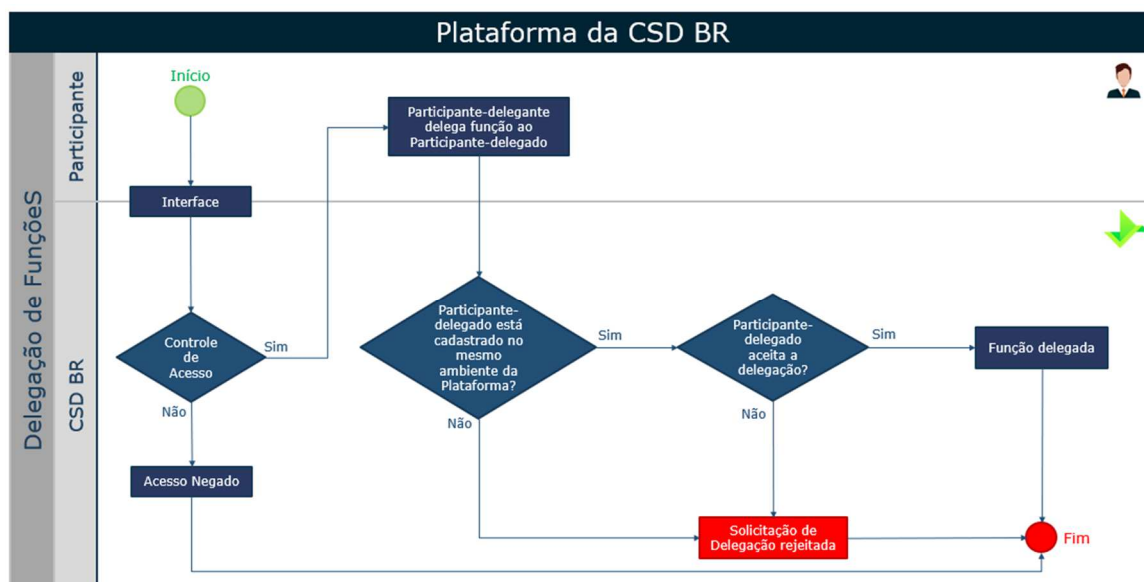 Plataforma da CSD BR
Delegação de FunçõeS
Participante
CSD BR
Início
Participante-delegante
delega função ao
Participante-delegado
Interface
Controle
de
Acesso
Sim
Não
Participante-
delegado está
cadastrado no
mesmo
ambiente da
Plataforma?
Sim
Não
Participante-
delegado
aceita a
delegação?
Sim
Não
Função delegada
Acesso Negado
Solicitação de
Delegação rejeitada
Fim